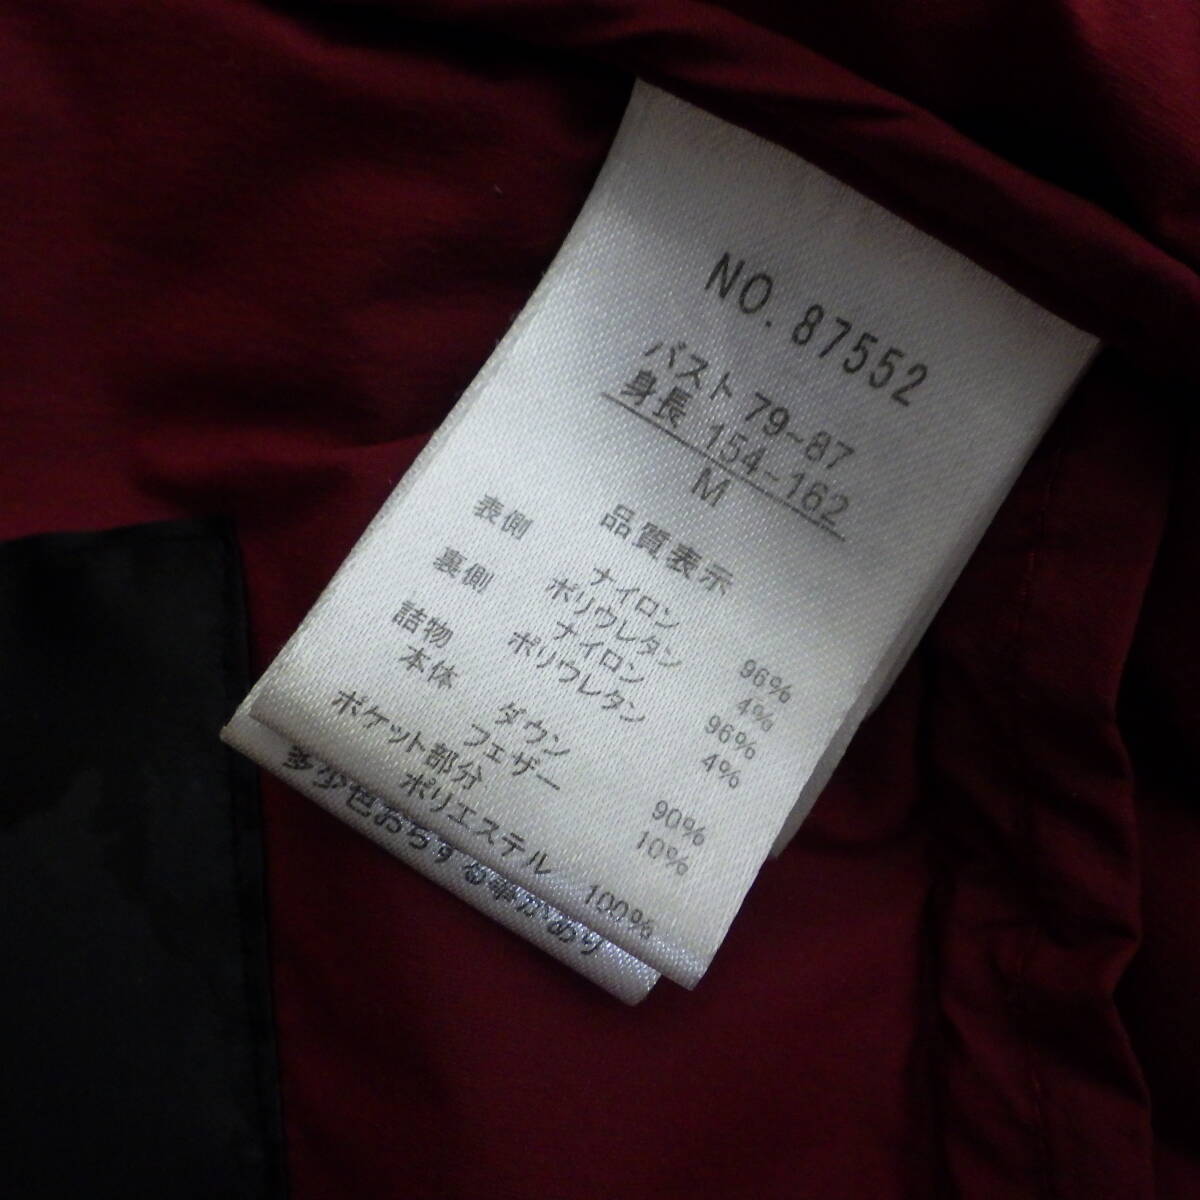 NO. 87552
バスト 79~87
身長 154~162
M
品質表示
表側 ナイロン 96%
ポリウレタン 4%
裏側 ナイロン 96%
ポリウレタン 4%
詰物
本体 ダウン 90%
フェザー 10%
ポケット部分
ポリエステル 100%
多少色おちする事があり